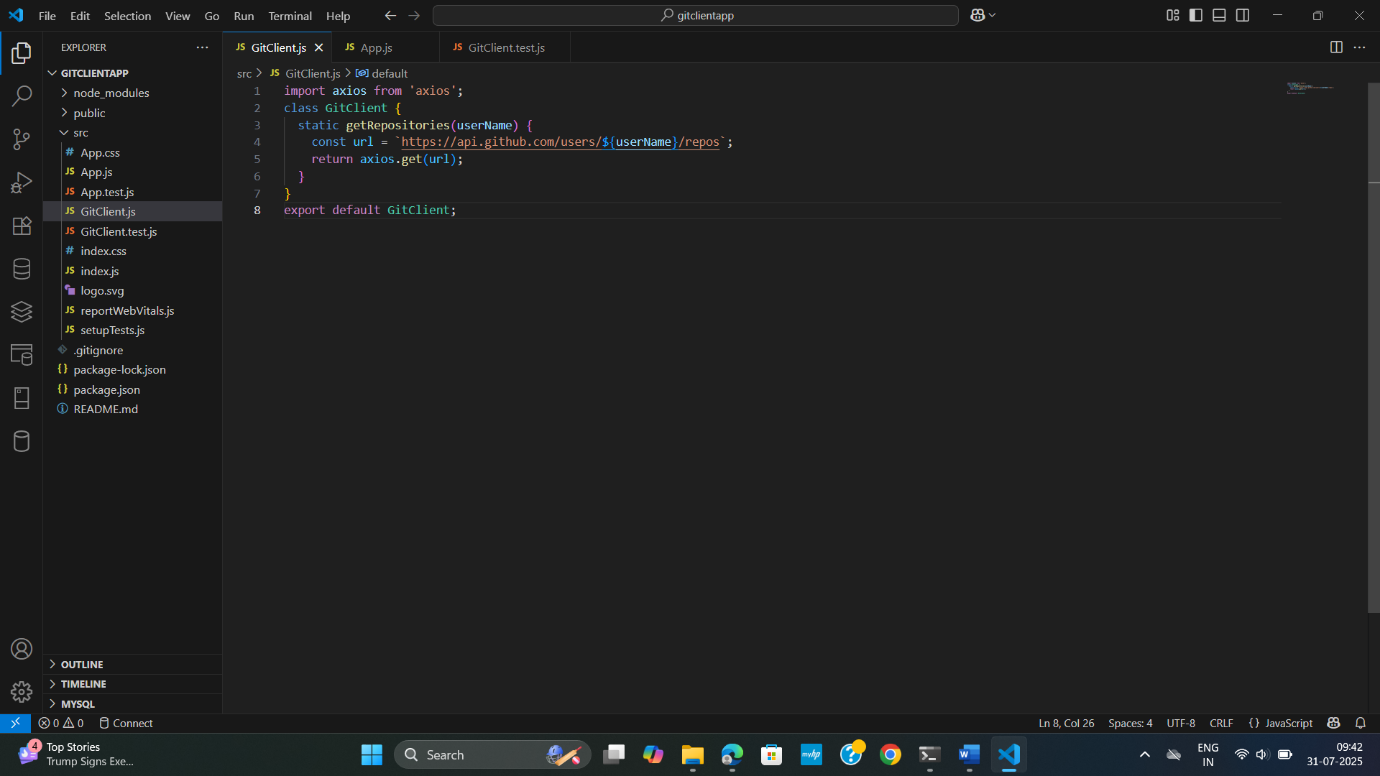 File Edit Selection View Go Run Terminal Help
gitclientapp
EXPLORER
GITCLIENTAPP
node_modules
public
src
App.css
App.js
App.test.js
GitClient.js
GitClient.test.js
index.css
index.js
logo.svg
reportWebVitals.js
setupTests.js
.gitignore
package-lock.json
package.json
README.md
OUTLINE
TIMELINE
MYSQL
JS GitClient.js JS App.js JS GitClient.test.js
src > JS GitClient.js > default
1 import axios from 'axios';
2 class GitClient {
3 static getRepositories(userName) {
4 const url = `https://api.github.com/users/${userName}/repos`;
5 return axios.get(url);
6 }
7 }
8 export default GitClient;
0 0 Connect
Ln 8, Col 26 Spaces: 4 UTF-8 CRLF {} JavaScript
4 Top Stories
Trump Signs Exe...
Search
myhp
ENG
IN
09:42
31-07-2025